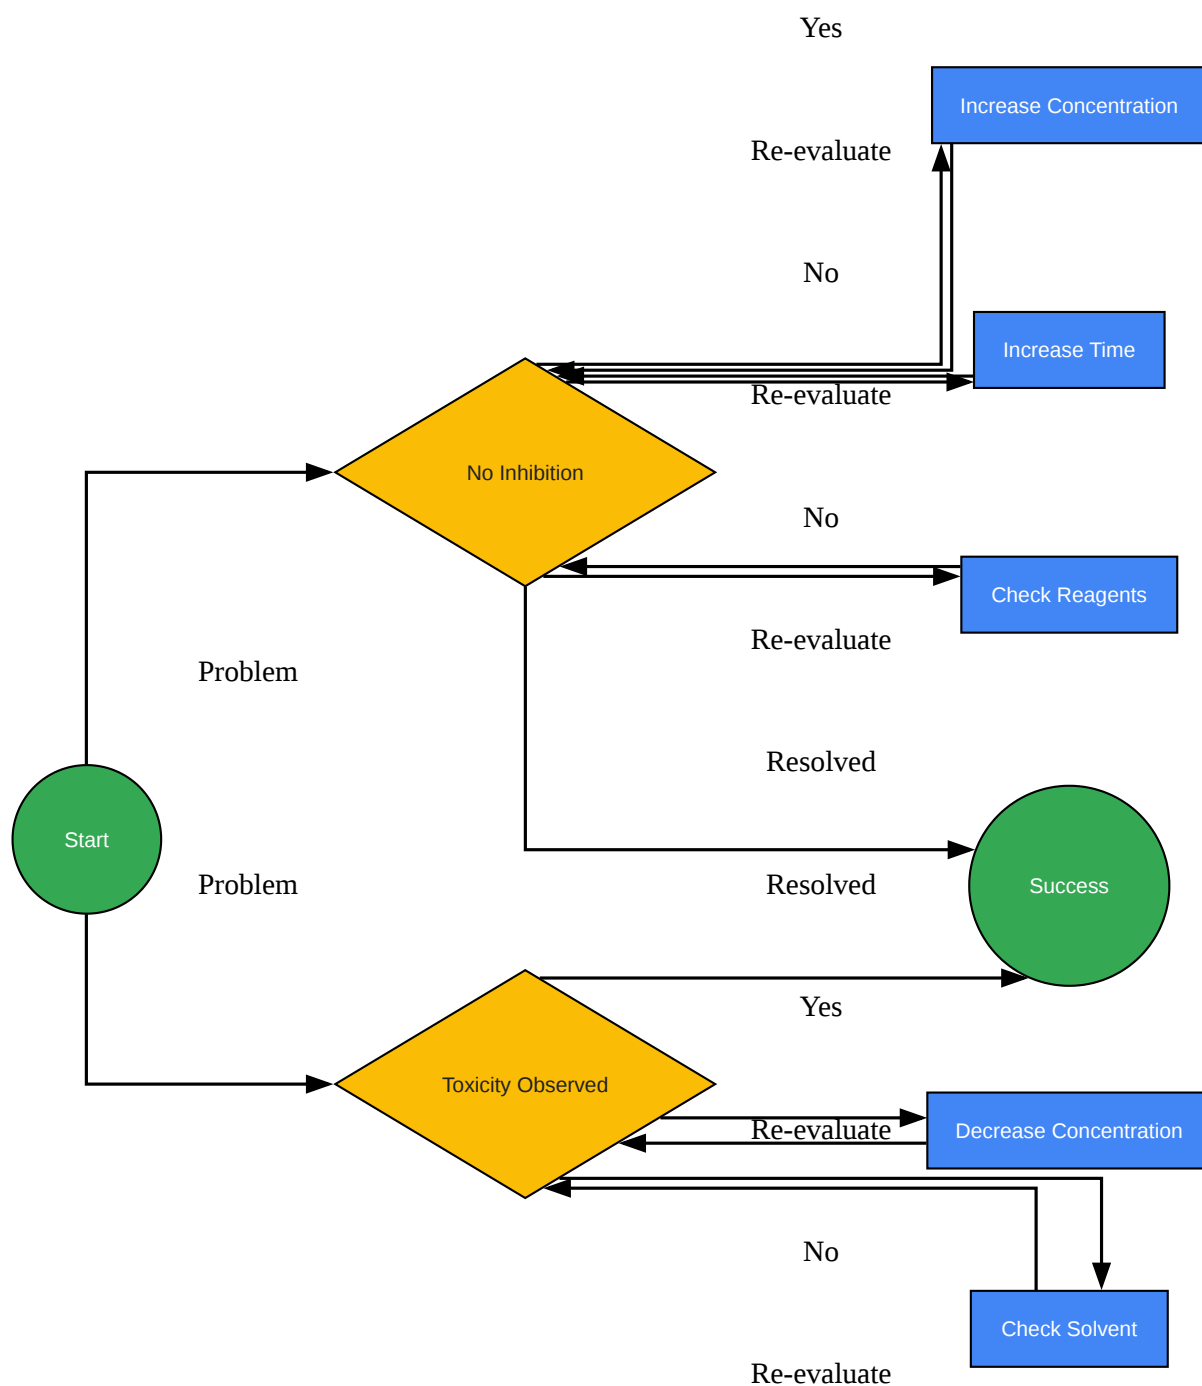 Yes
Increase Concentration
Re-evaluate
No
Increase Time
Re-evaluate
No Inhibition
No
Check Reagents
Re-evaluate
Problem
Resolved
Start
Problem
Resolved
Success
Yes
Toxicity Observed
Re-evaluate
Decrease Concentration
No
Check Solvent
Re-evaluate